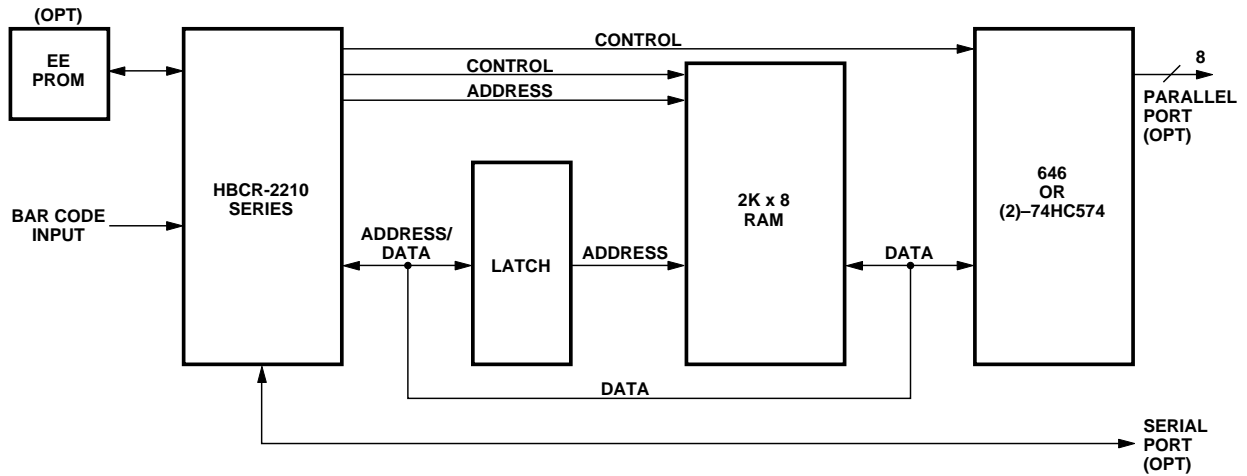 (OPT)
EE
PROM
HBCR-2210
SERIES
BAR CODE
INPUT
CONTROL
CONTROL
ADDRESS
ADDRESS/
DATA
LATCH
ADDRESS
2K x 8
RAM
DATA
DATA
646
OR
(2)–74HC574
8
PARALLEL
PORT
(OPT)
SERIAL
PORT
(OPT)